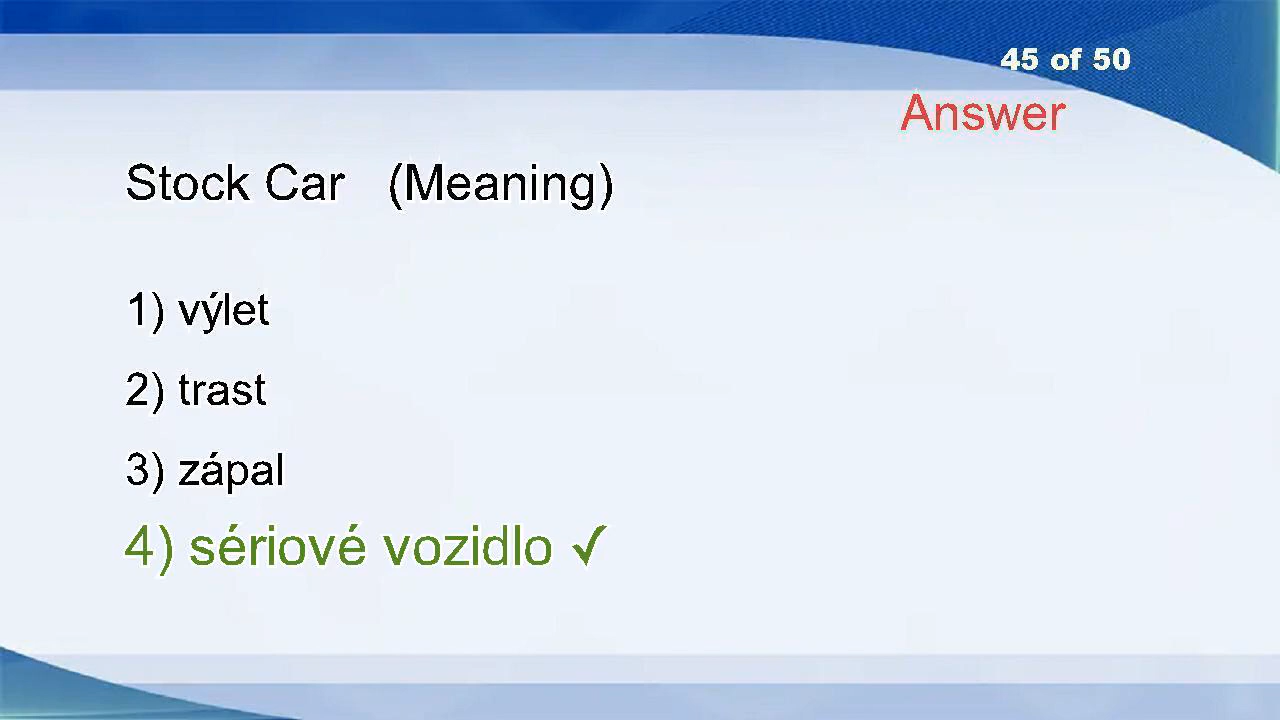 45 of 50
Answer
Stock Car (Meaning)
1) výlet
2) trast
3) zápal
4) sériové vozidlo ✓